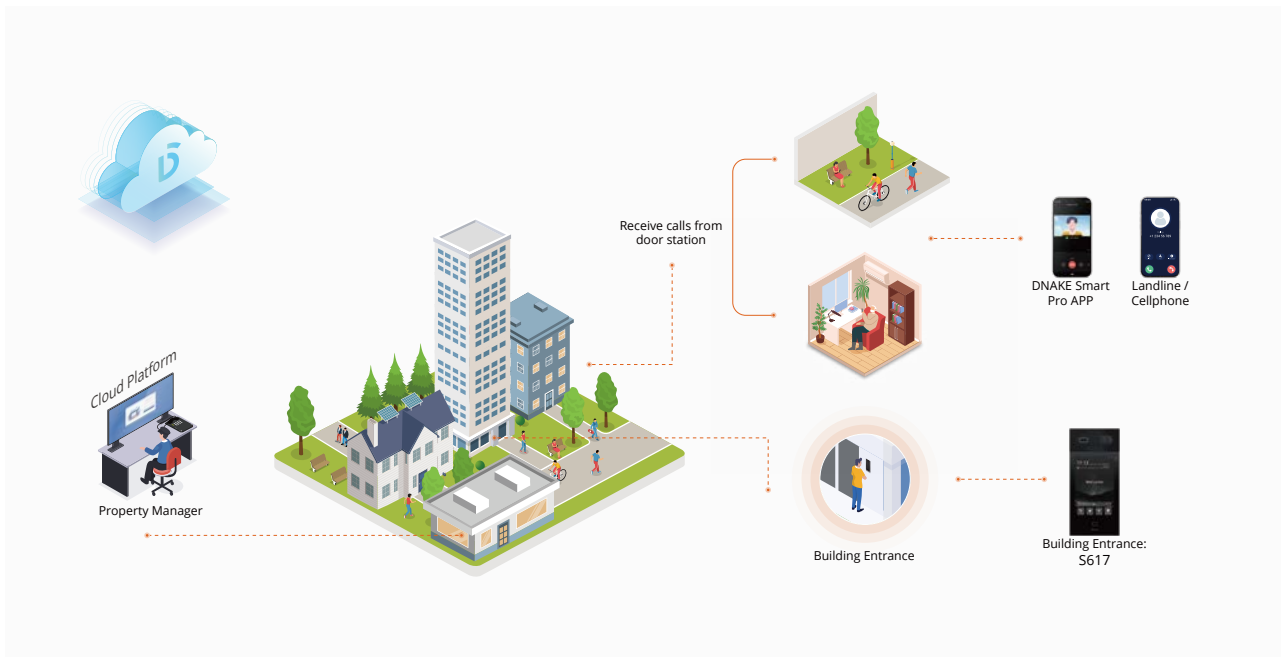 Receive calls from
door station
DNAKE Smart
Pro APP
Landline /
Cellphone
Cloud Platform
Property Manager
Building Entrance
Building Entrance:
S617